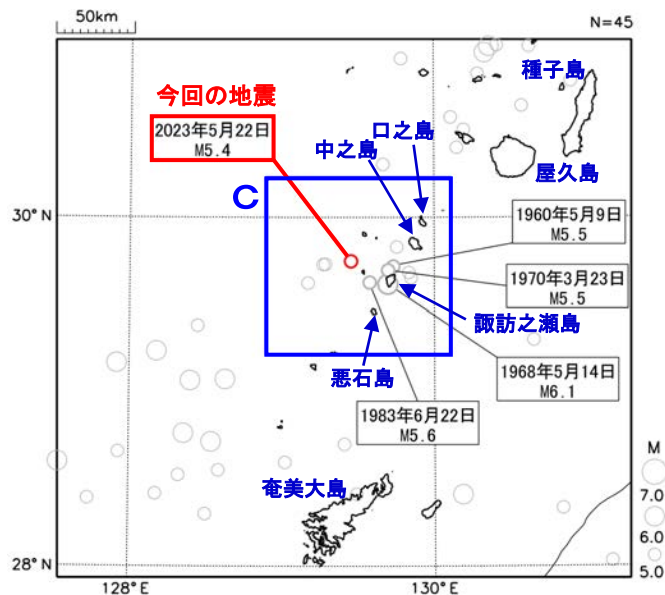 50km
N=45
種子島
今回の地震
2023年5月22日
M5.4
口之島
中之島
屋久島
C
30°N
1960年5月9日
M5.5
1970年3月23日
M5.5
諏訪之瀬島
1968年5月14日
M6.1
悪石島
1983年6月22日
M5.6
M
奄美大島
7.0
6.0
28°N
5.0
128°E
130°E